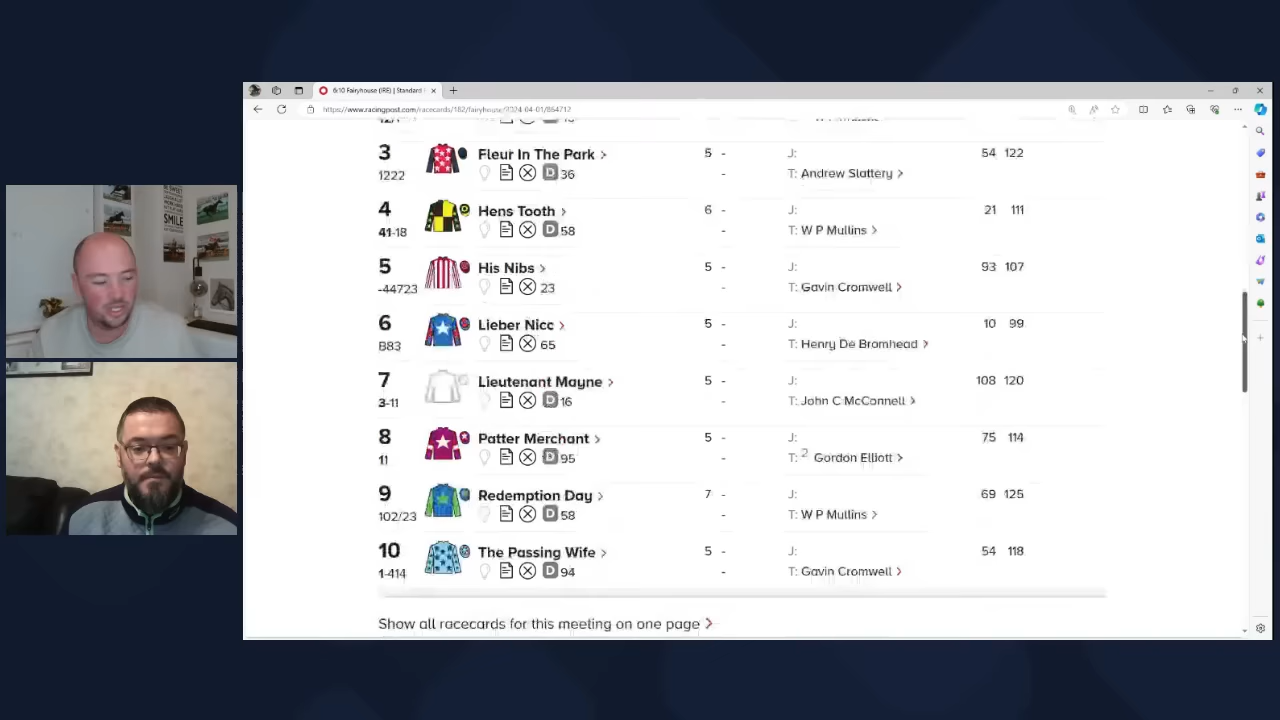 6:10 Fairyhouse (IRE) | Standard
https://www.racingpost.com/racecards/182/fairyhouse/2024-04-01/864712
3 Fleur In The Park 5 - J: 54 122
1222 D 36 - T: Andrew Slattery
4 Hens Tooth 6 - J: 21 111
41-18 D 58 - T: W P Mullins
5 His Nibs 5 - J: 93 107
-44723 23 - T: Gavin Cromwell
6 Lieber Nicc 5 - J: 10 99
B83 65 - T: Henry De Bromhead
7 Lieutenant Mayne 5 - J: 108 120
3-11 D 16 - T: John C McConnell
8 Patter Merchant 5 - J: 75 114
11 D 95 - T: 2 Gordon Elliott
9 Redemption Day 7 - J: 69 125
102/23 D 58 - T: W P Mullins
10 The Passing Wife 5 - J: 54 118
1-414 D 94 - T: Gavin Cromwell
Show all racecards for this meeting on one page
SMILE